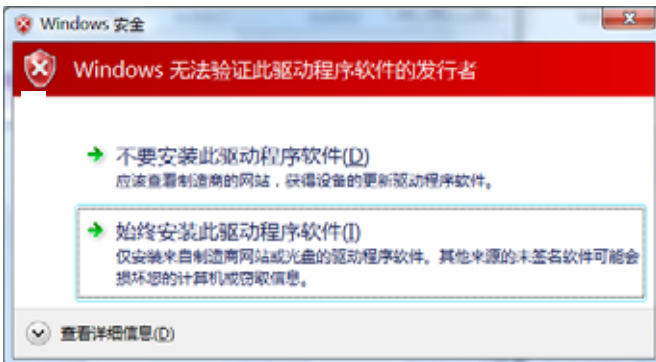 Windows 安全
Windows 无法验证此驱动程序软件的发行者
不要安装此驱动程序软件(D)
应该查看制造商的网站，获得设备的更新驱动程序软件。
始终安装此驱动程序软件(I)
仅安装来自制造商网站或光盘的驱动程序软件。其他来源的未签名软件可能会
损坏您的计算机或窃取信息。
查看详细信息(D)